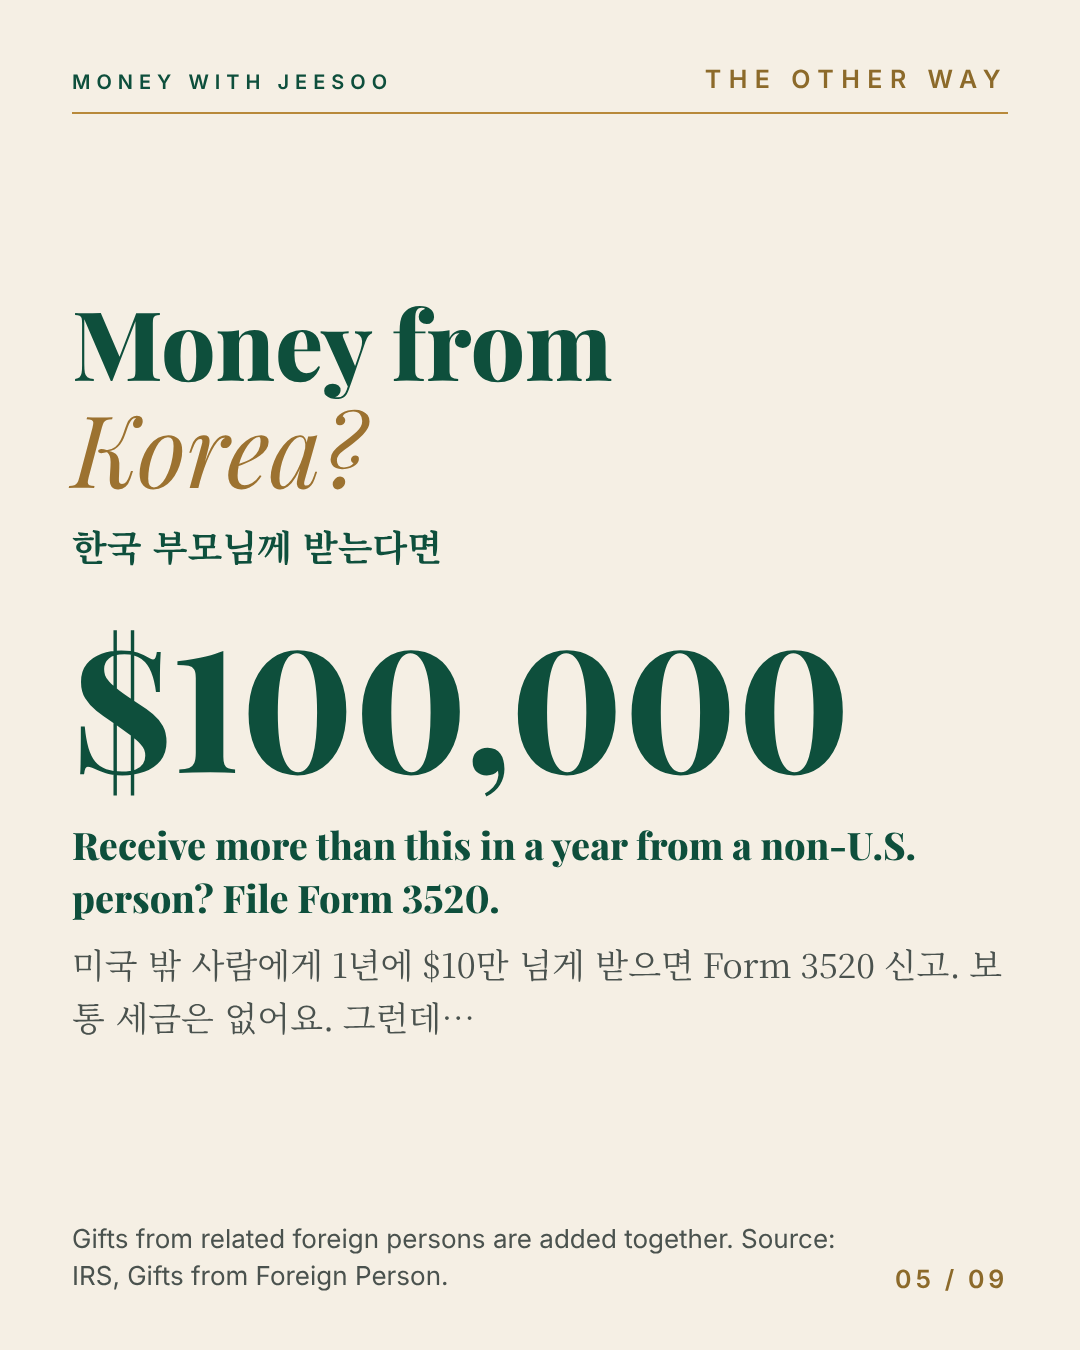 MONEY WITH JEESOO
THE OTHER WAY
Money from
Korea?
한국 부모님께 받는다면
$100,000
Receive more than this in a year from a non-U.S.
person? File Form 3520.
미국 밖 사람에게 1년에 $10만 넘게 받으면 Form 3520 신고. 보
통 세금은 없어요. 그런데…
Gifts from related foreign persons are added together. Source:
IRS, Gifts from Foreign Person.
05 / 09